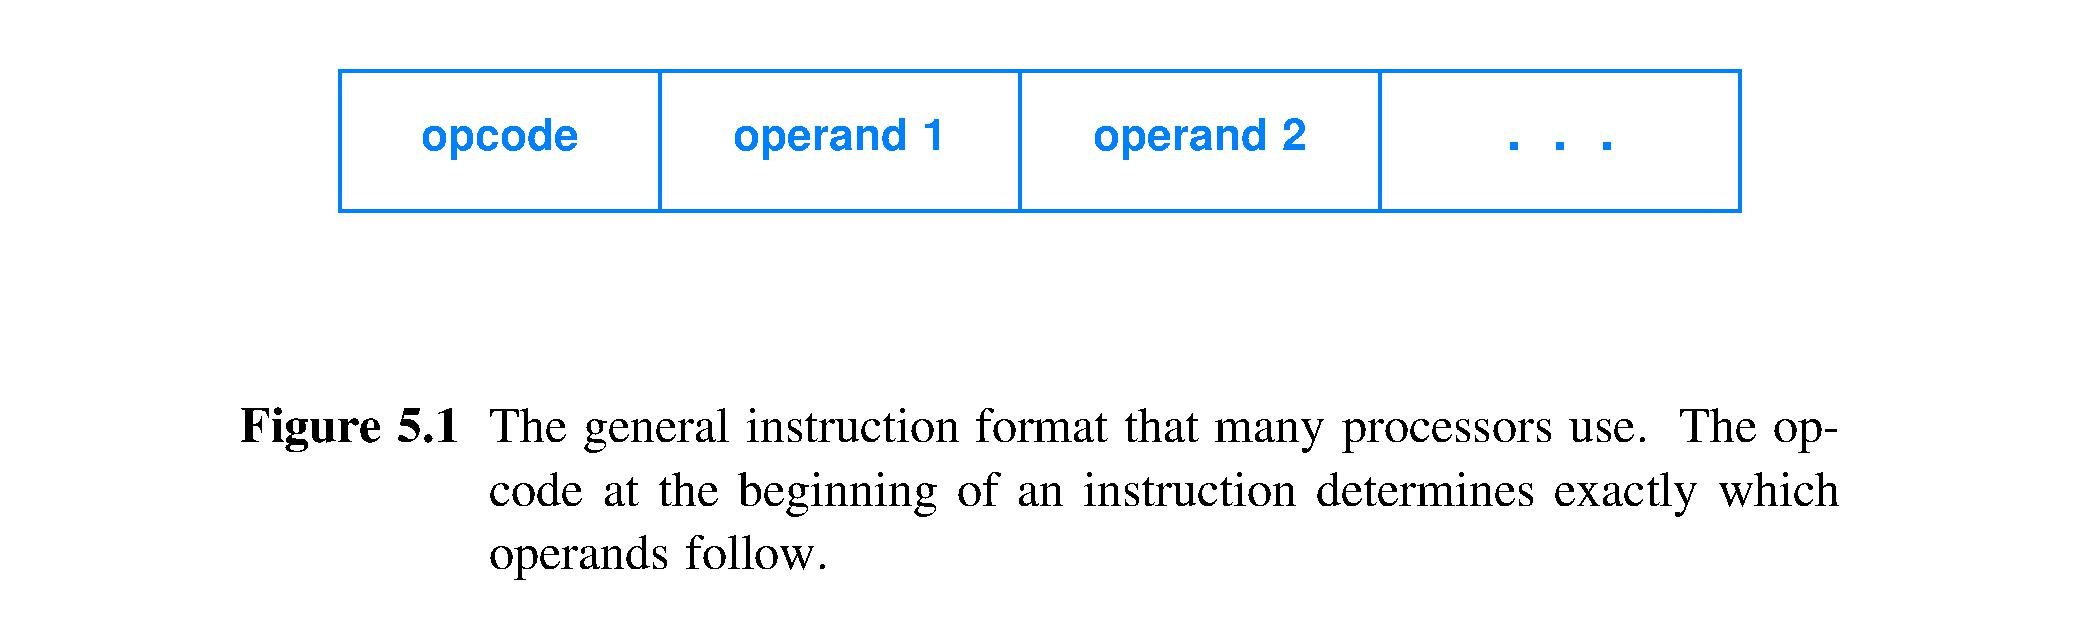 opcode operand 1 operand 2 . . .
Figure 5.1 The general instruction format that many processors use. The op-
code at the beginning of an instruction determines exactly which
operands follow.